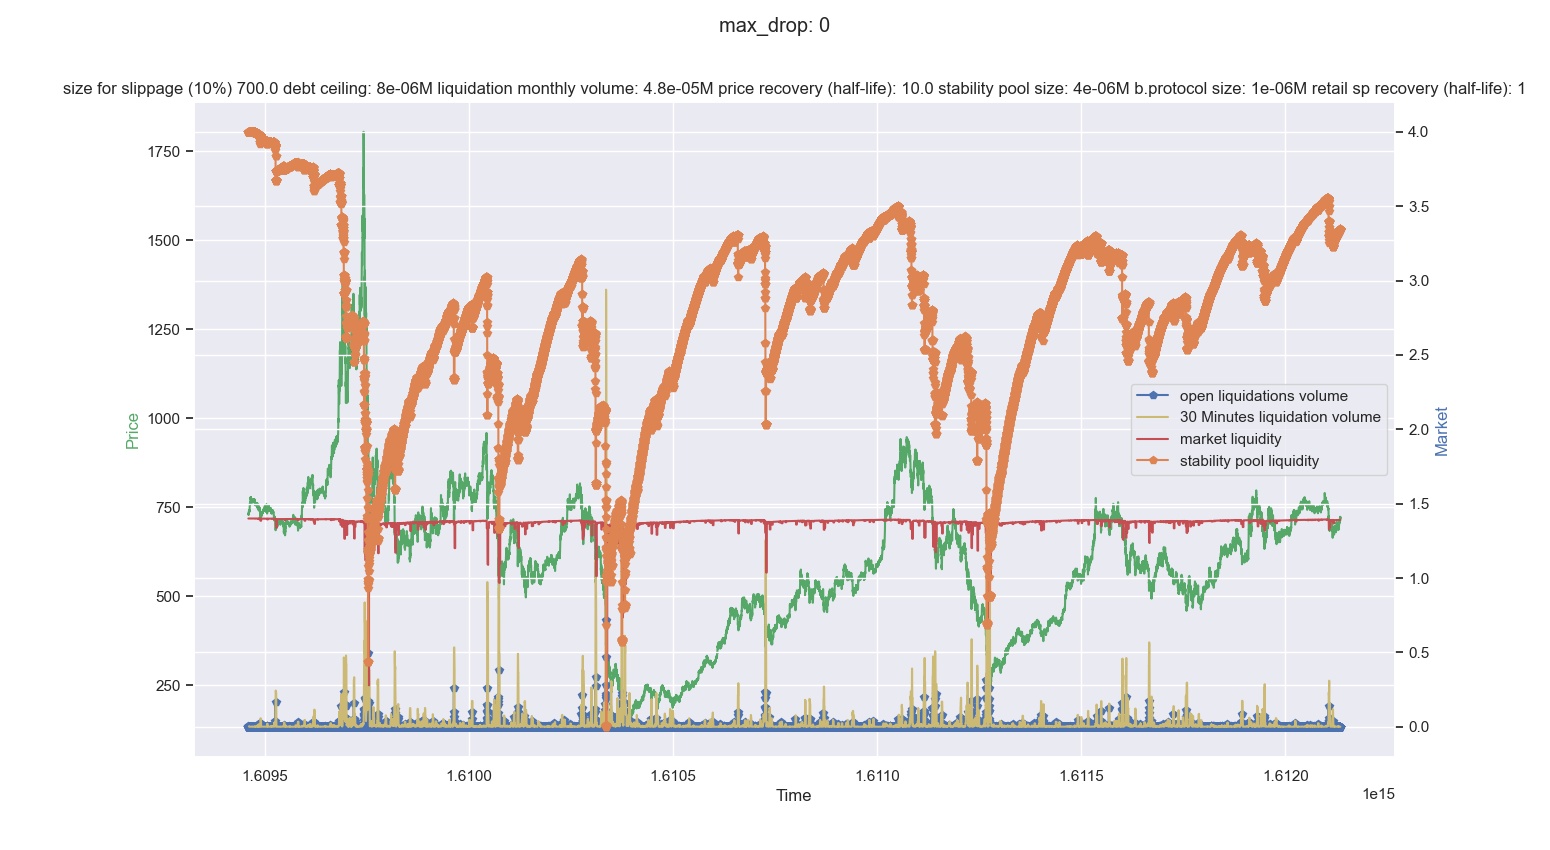 max_drop: 0
size for slippage (10%) 700.0 debt ceiling: 8e-06M liquidation monthly volume: 4.8e-05M price recovery (half-life): 10.0 stability pool size: 4e-06M b.protocol size: 1e-06M retail sp recovery (half-life): 1
1750
1500
1250
1000
750
500
250
Price
4.0
3.5
3.0
2.5
2.0
1.5
1.0
0.5
0.0
Market
open liquidations volume
30 Minutes liquidation volume
market liquidity
stability pool liquidity
1.6095 1.6100 1.6105 1.6110 1.6115 1.6120
1e15
Time